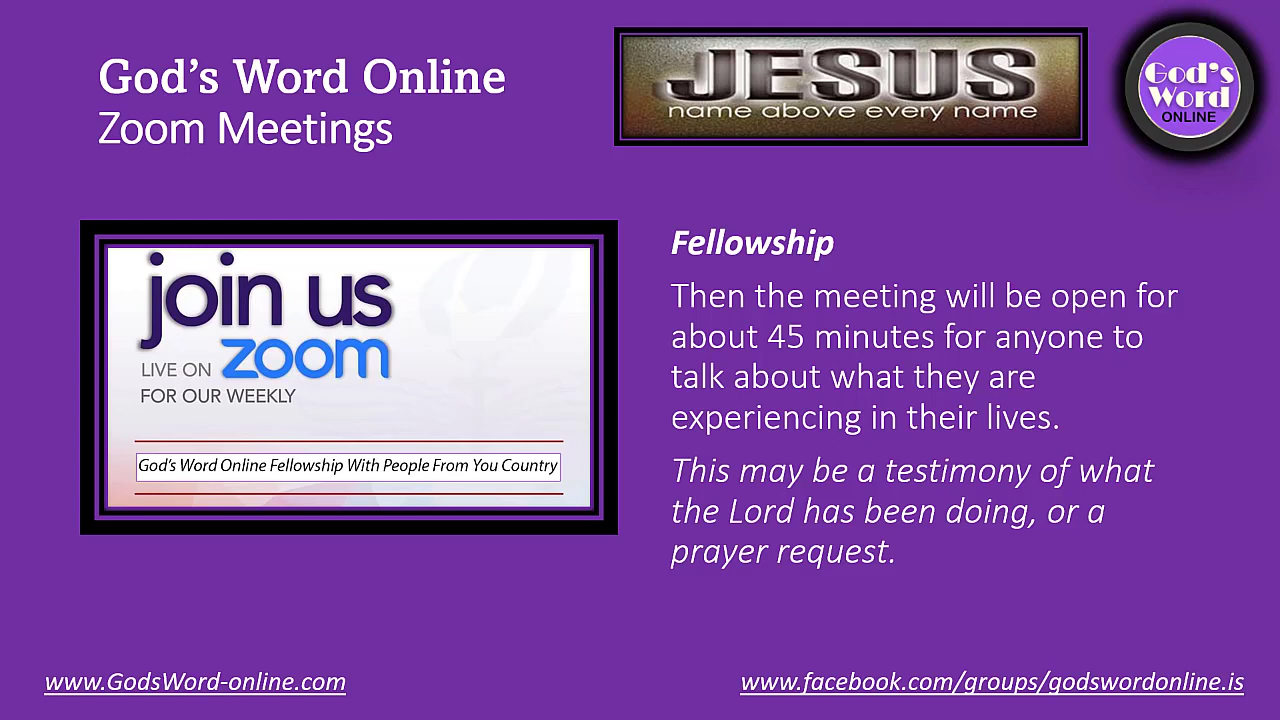 God's Word Online
Zoom Meetings
JESUS
name above every name
God's
Word
ONLINE
join us
LIVE ON zoom
FOR OUR WEEKLY
God's Word Online Fellowship With People From You Country
Fellowship
Then the meeting will be open for
about 45 minutes for anyone to
talk about what they are
experiencing in their lives.
This may be a testimony of what
the Lord has been doing, or a
prayer request.
www.GodsWord-online.com
www.facebook.com/groups/godswordonline.is